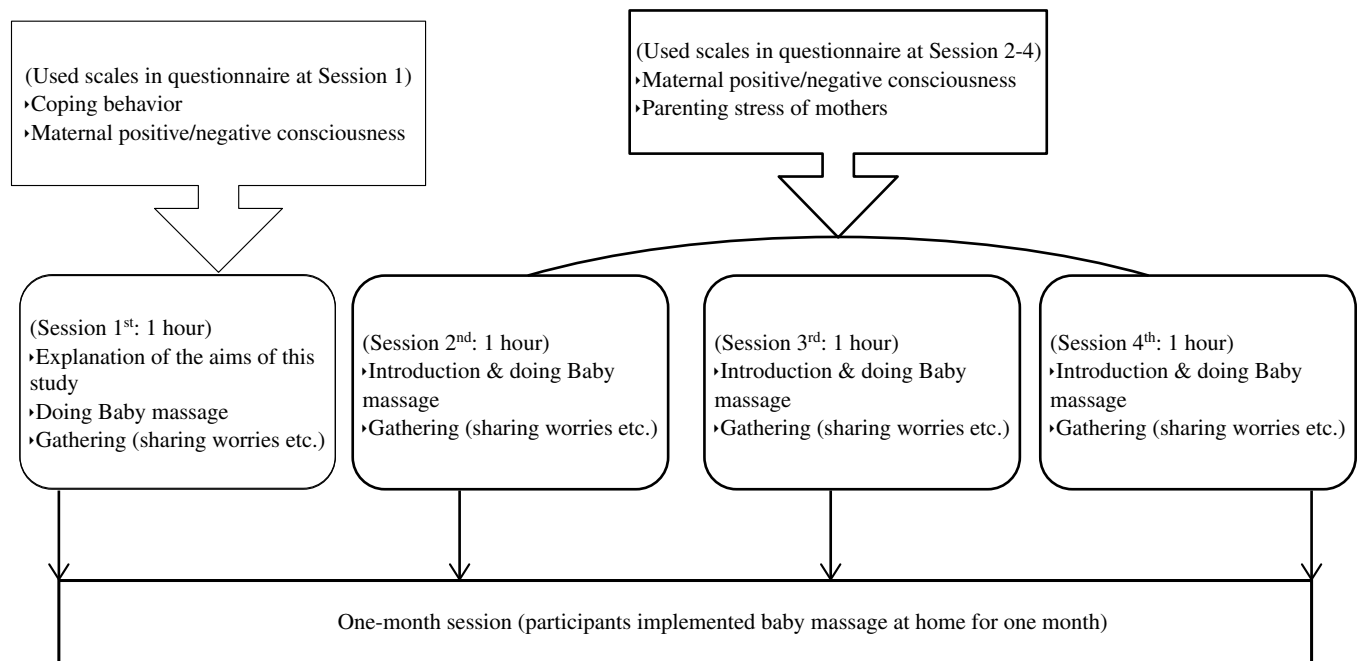 (Used scales in questionnaire at Session 1)
‣Coping behavior
‣Maternal positive/negative consciousness
(Used scales in questionnaire at Session 2-4)
‣Maternal positive/negative consciousness
‣Parenting stress of mothers
(Session 1st: 1 hour)
‣Explanation of the aims of this
study
‣Doing Baby massage
‣Gathering (sharing worries etc.)
(Session 2nd: 1 hour)
‣Introduction & doing Baby
massage
‣Gathering (sharing worries etc.)
(Session 3rd: 1 hour)
‣Introduction & doing Baby
massage
‣Gathering (sharing worries etc.)
(Session 4th: 1 hour)
‣Introduction & doing Baby
massage
‣Gathering (sharing worries etc.)
One-month session (participants implemented baby massage at home for one month)